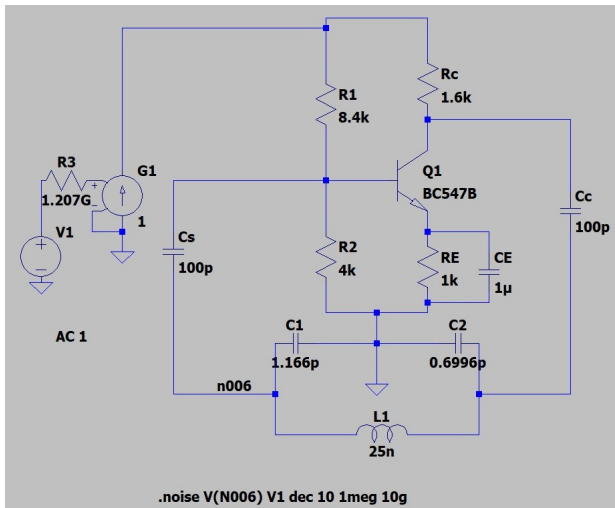 R1
8.4k
Rc
1.6k
R3
1.207G
G1
1
+
–
V1
+
–
Q1
BC547B
Cs
100p
R2
4k
RE
1k
CE
1µ
Cc
100p
AC 1
C1
1.166p
C2
0.6996p
n006
L1
25n
.noise V(N006) V1 dec 10 1meg 10g